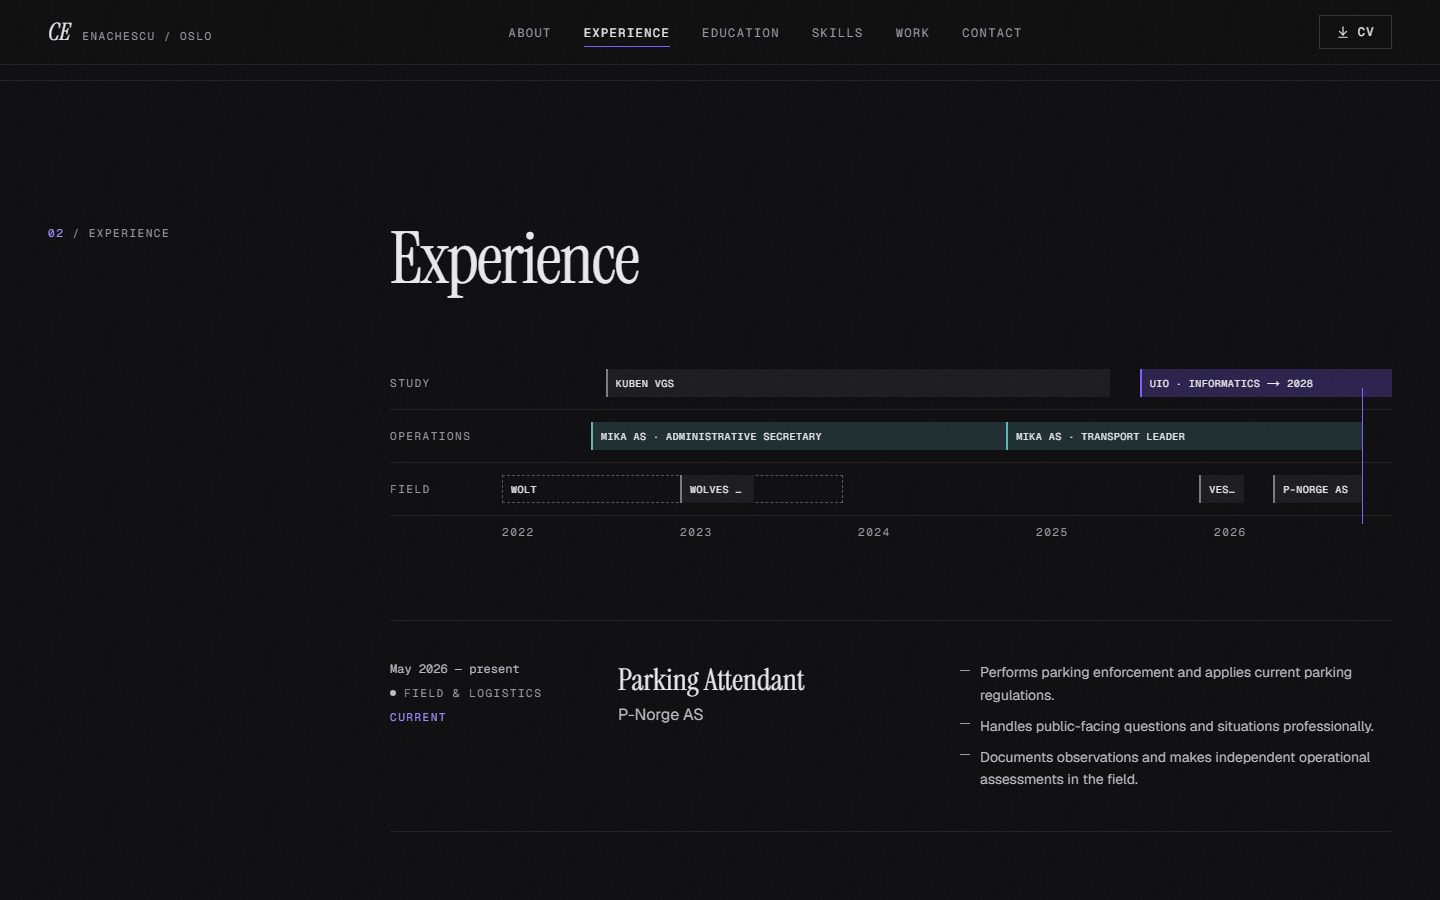 CE ENACHESCU / OSLO
ABOUT EXPERIENCE EDUCATION SKILLS WORK CONTACT
CV
02 / EXPERIENCE
Experience
STUDY KUBEN VGS UIO · INFORMATICS → 2028
OPERATIONS MIKA AS · ADMINISTRATIVE SECRETARY MIKA AS · TRANSPORT LEADER
FIELD WOLT WOLVES … VES… P-NORGE AS
2022 2023 2024 2025 2026
May 2026 — present
FIELD & LOGISTICS
CURRENT
Parking Attendant
P-Norge AS
— Performs parking enforcement and applies current parking
regulations.
— Handles public-facing questions and situations professionally.
— Documents observations and makes independent operational
assessments in the field.